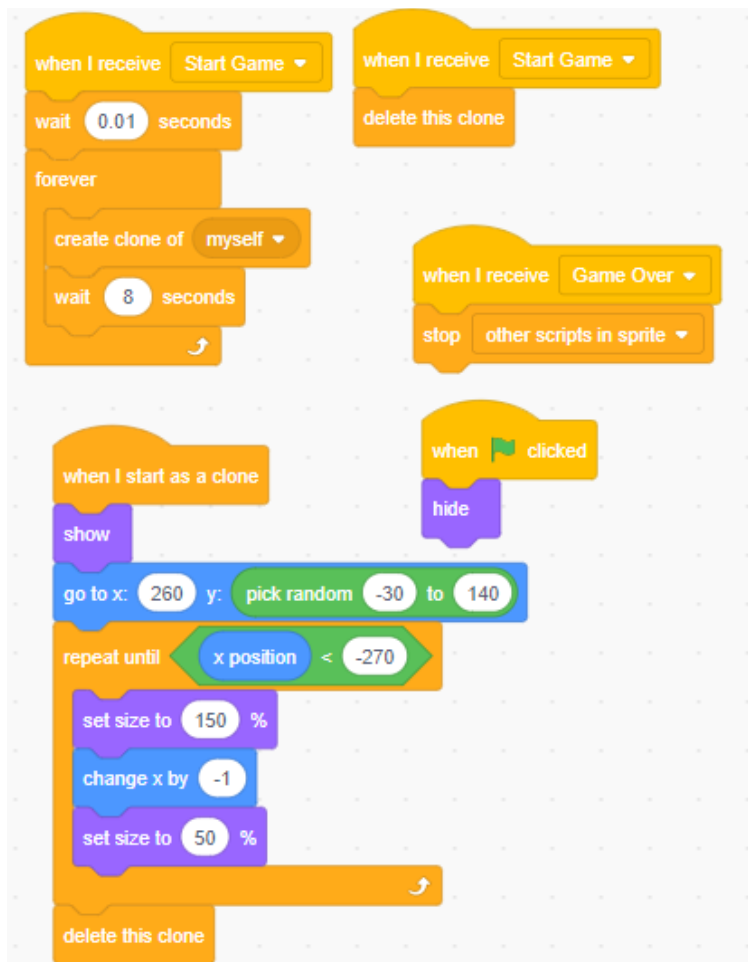 when I receive Start Game
wait 0.01 seconds
forever
create clone of myself
wait 8 seconds
when I receive Start Game
delete this clone
when I receive Game Over
stop other scripts in sprite
when clicked
hide
when I start as a clone
show
go to x: 260 y: pick random -30 to 140
repeat until x position < -270
set size to 150 %
change x by -1
set size to 50 %
delete this clone